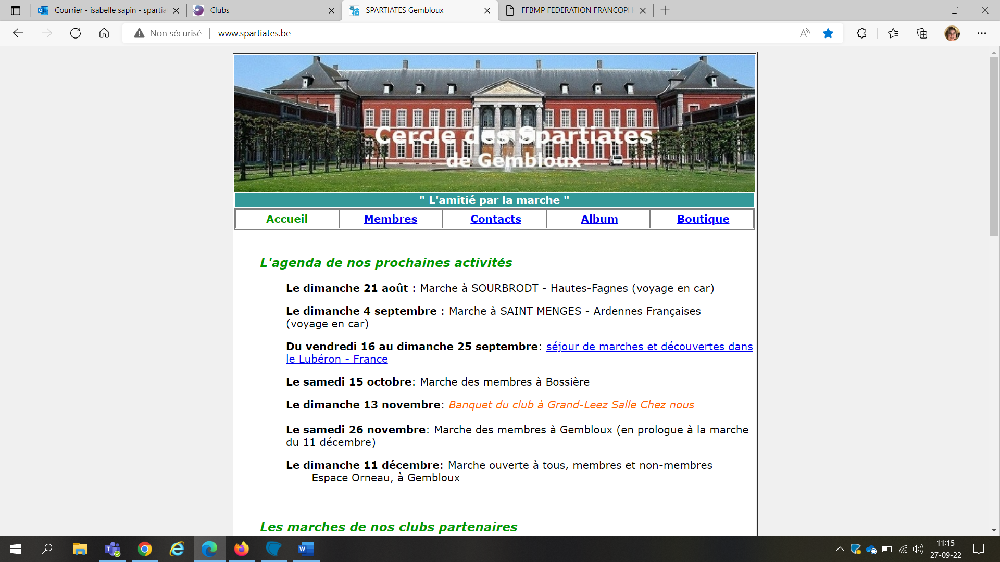 Courrier - isabelle sapin - spartia
Clubs
SPARTIATES Gembloux
FFBMP FEDERATION FRANCOPH
Non sécurisé
www.spartiates.be
Cercle des Spartiates
de Gembloux
" L'amitié par la marche "
Accueil
Membres
Contacts
Album
Boutique
L'agenda de nos prochaines activités
Le dimanche 21 août : Marche à SOURBRODT - Hautes-Fagnes (voyage en car)
Le dimanche 4 septembre : Marche à SAINT MENGES - Ardennes Françaises
(voyage en car)
Du vendredi 16 au dimanche 25 septembre: séjour de marches et découvertes dans
le Lubéron - France
Le samedi 15 octobre: Marche des membres à Bossière
Le dimanche 13 novembre: Banquet du club à Grand-Leez Salle Chez nous
Le samedi 26 novembre: Marche des membres à Gembloux (en prologue à la marche
du 11 décembre)
Le dimanche 11 décembre: Marche ouverte à tous, membres et non-membres
Espace Orneau, à Gembloux
Les marches de nos clubs partenaires
11:15
27-09-22